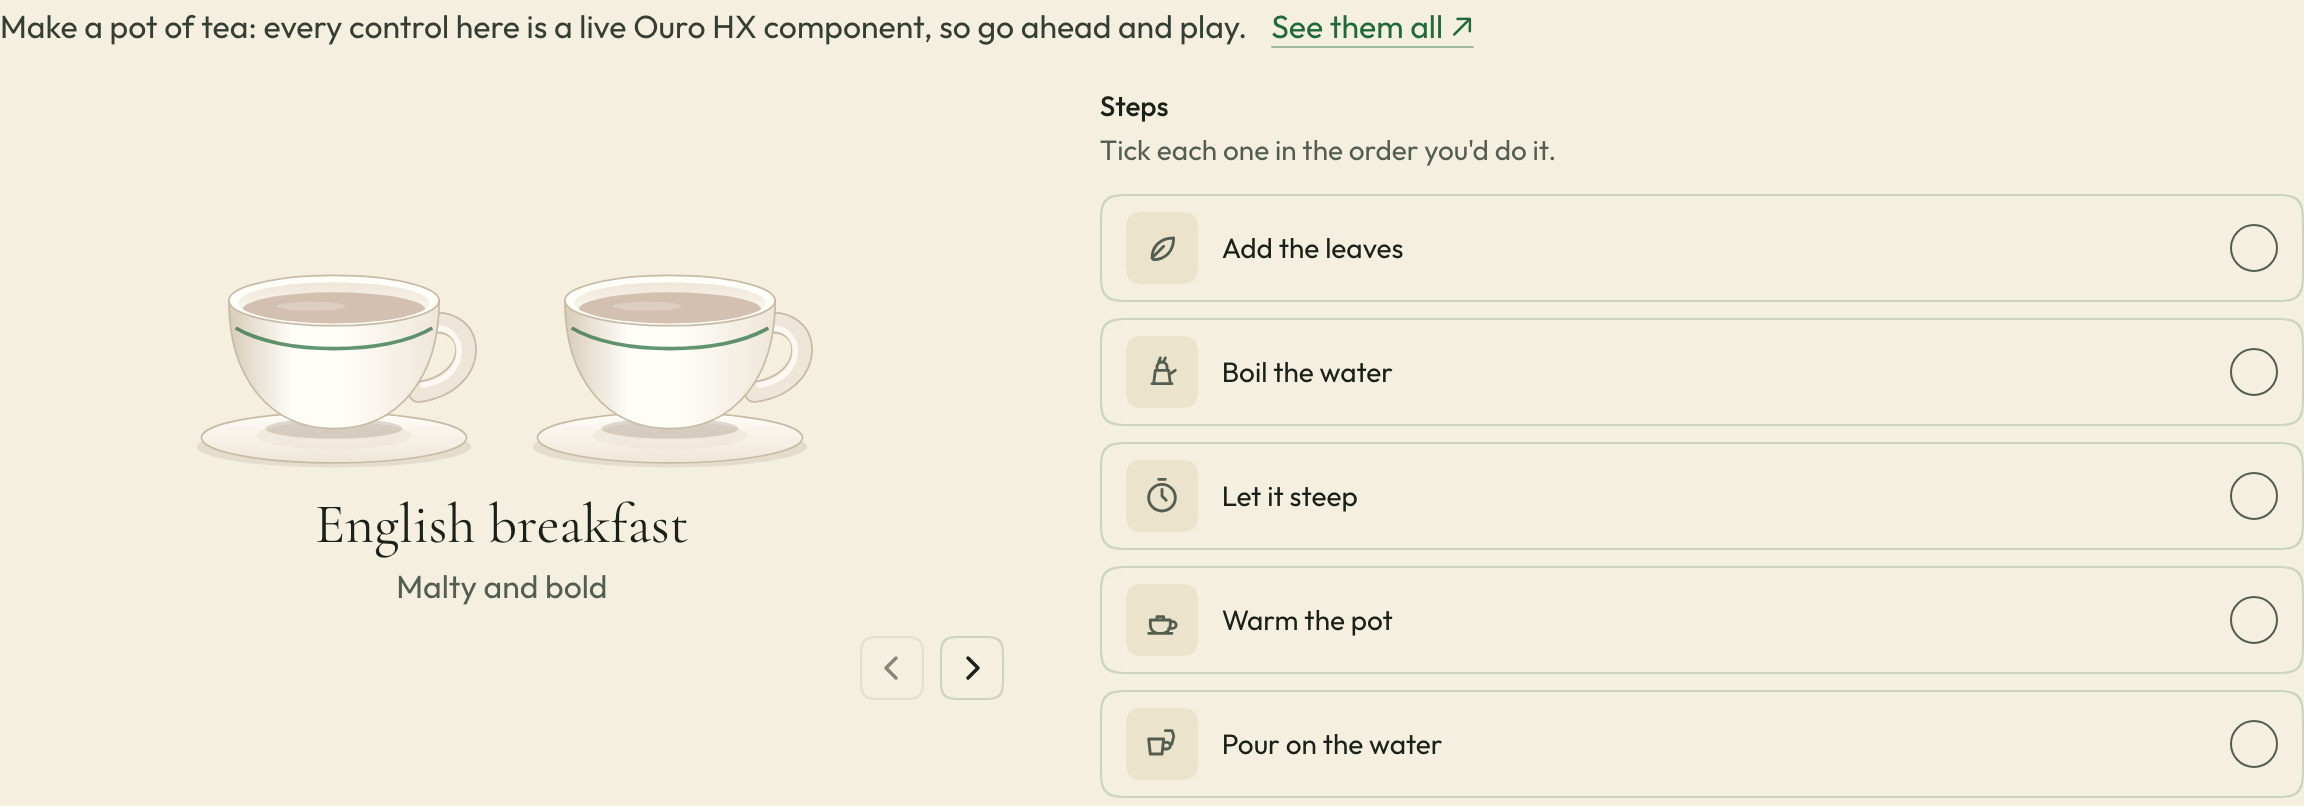 Make a pot of tea: every control here is a live Ouro HX component, so go ahead and play. See them all ↗
English breakfast
Malty and bold
Steps
Tick each one in the order you'd do it.
Add the leaves
Boil the water
Let it steep
Warm the pot
Pour on the water